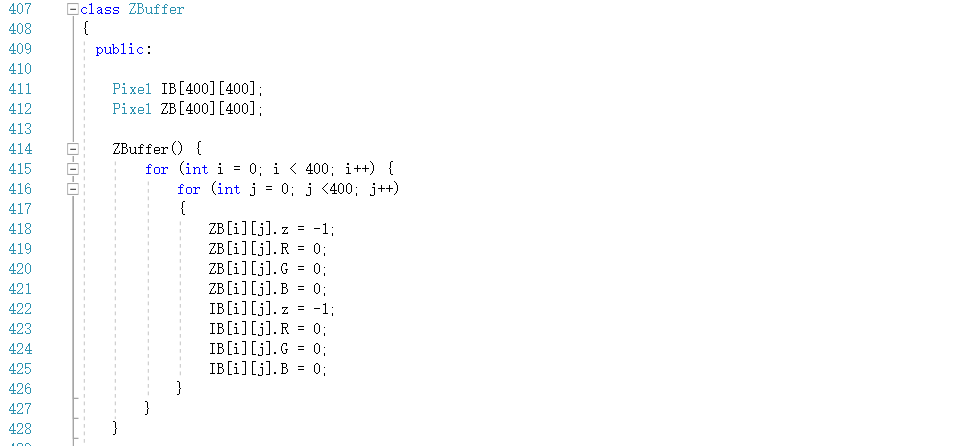 407 class ZBuffer
408 {
409 public:
410
411 Pixel IB[400][400];
412 Pixel ZB[400][400];
413
414 ZBuffer() {
415 for (int i = 0; i < 400; i++) {
416 for (int j = 0; j <400; j++)
417 {
418 ZB[i][j].z = -1;
419 ZB[i][j].R = 0;
420 ZB[i][j].G = 0;
421 ZB[i][j].B = 0;
422 IB[i][j].z = -1;
423 IB[i][j].R = 0;
424 IB[i][j].G = 0;
425 IB[i][j].B = 0;
426 }
427 }
428 }